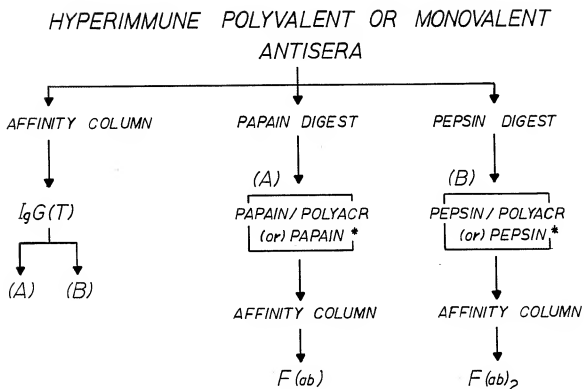 HYPERIMMUNE POLYVALENT OR MONOVALENT
ANTISERA
AFFINITY COLUMN
PAPAIN DIGEST
PEPSIN DIGEST
(A)
(B)
IgG(T)
PAPAIN/POLYACR
(or) PAPAIN *
PEPSIN/POLYACR
(or) PEPSIN *
(A)
(B)
AFFINITY COLUMN
AFFINITY COLUMN
F(ab)
F(ab)2